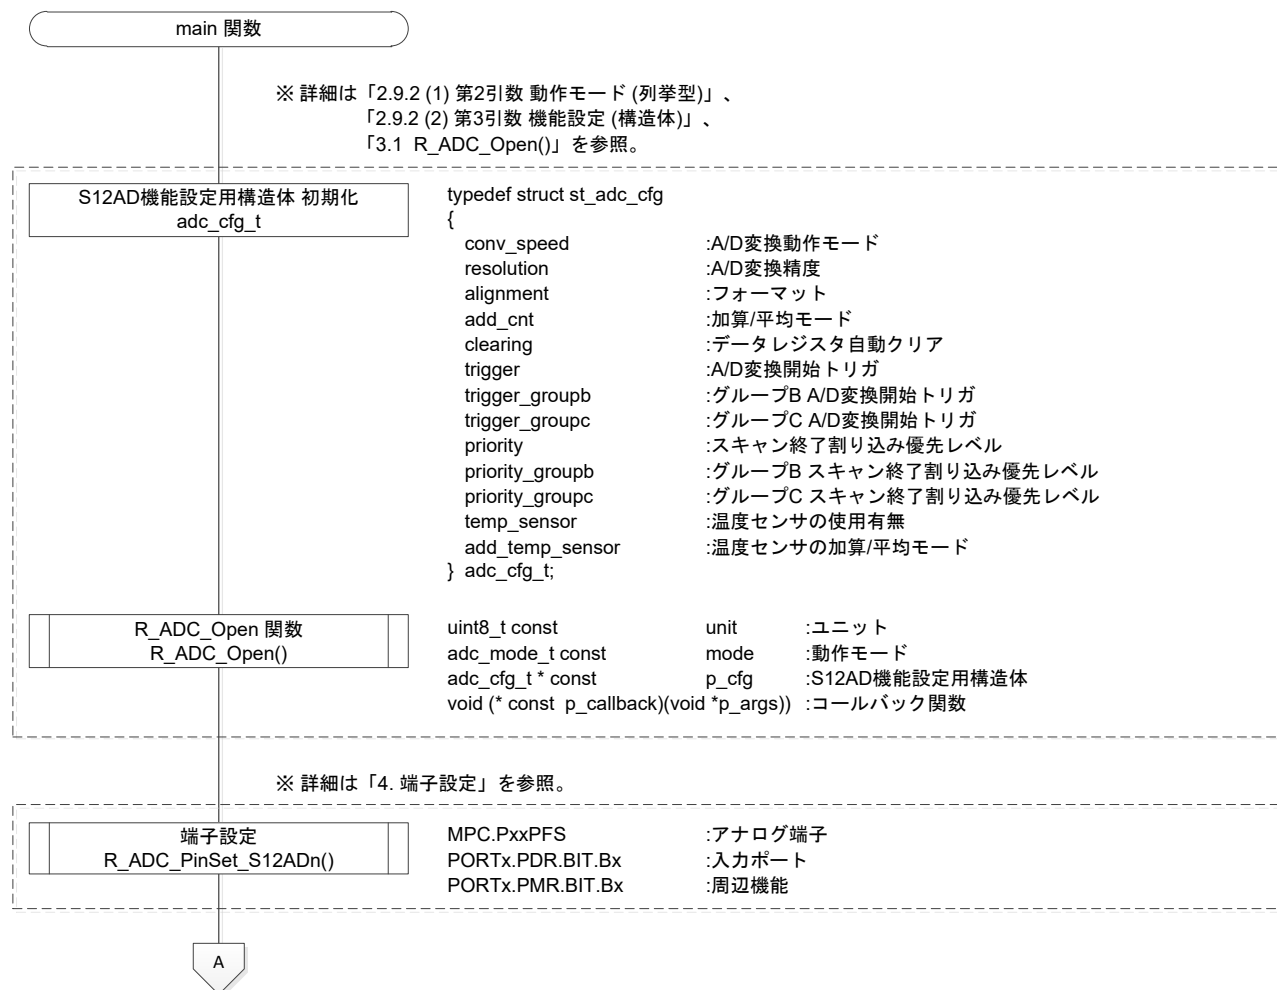 main 関数
※ 詳細は「2.9.2 (1) 第2引数 動作モード (列挙型)」、
「2.9.2 (2) 第3引数 機能設定 (構造体)」、
「3.1 R_ADC_Open()」を参照。
S12AD機能設定用構造体 初期化
adc_cfg_t
typedef struct st_adc_cfg
{
conv_speed :A/D変換動作モード
resolution :A/D変換精度
alignment :フォーマット
add_cnt :加算/平均モード
clearing :データレジスタ自動クリア
trigger :A/D変換開始トリガ
trigger_groupb :グループB A/D変換開始トリガ
trigger_groupc :グループC A/D変換開始トリガ
priority :スキャン終了割り込み優先レベル
priority_groupb :グループB スキャン終了割り込み優先レベル
priority_groupc :グループC スキャン終了割り込み優先レベル
temp_sensor :温度センサの使用有無
add_temp_sensor :温度センサの加算/平均モード
} adc_cfg_t;
R_ADC_Open 関数
R_ADC_Open()
uint8_t const unit :ユニット
adc_mode_t const mode :動作モード
adc_cfg_t * const p_cfg :S12AD機能設定用構造体
void (* const p_callback)(void *p_args)) :コールバック関数
※ 詳細は「4. 端子設定」を参照。
端子設定
R_ADC_PinSet_S12ADn()
MPC.PxxPFS :アナログ端子
PORTx.PDR.BIT.Bx :入力ポート
PORTx.PMR.BIT.Bx :周辺機能
A